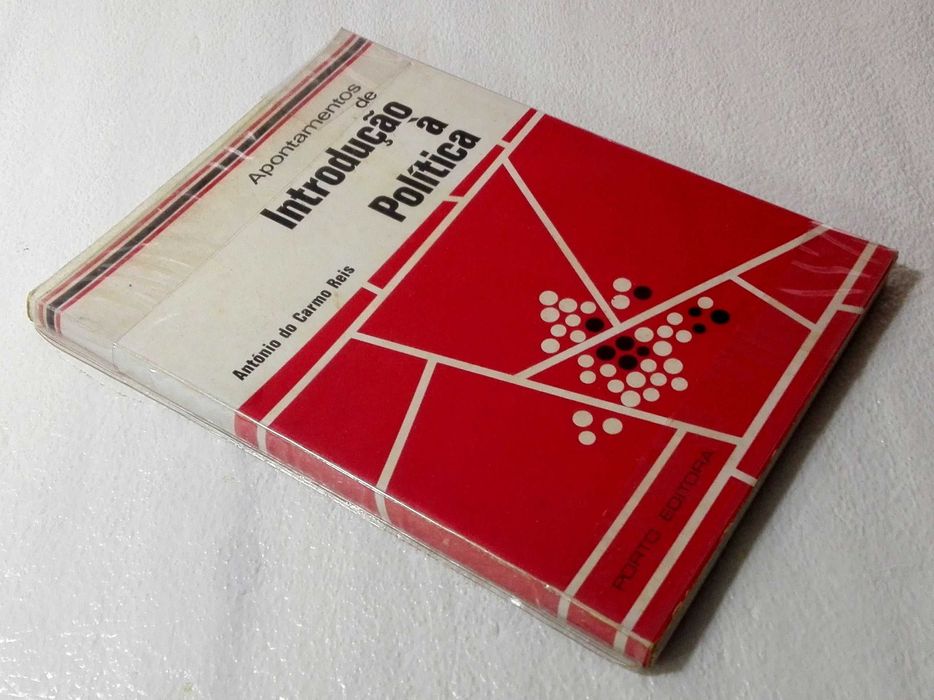 Apontamentos
de
Introdução
à
Política
António do Carmo Reis
PORTO EDITORA